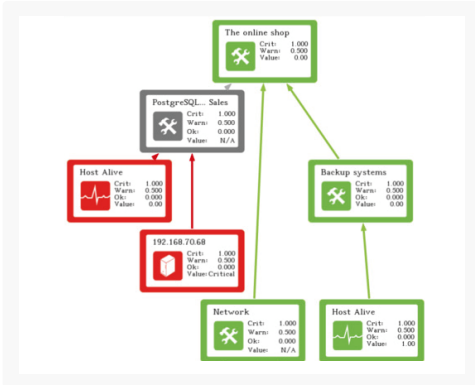 The online shop
Crit: 1.000
Warn: 0.500
Value: 0.00
PostgreSQL... Sales
Crit: 1.000
Warn: 0.500
Ok: 0.000
Value: N/A
Host Alive
Crit: 1.000
Warn: 0.500
Ok: 0.000
Value: 0.00
Backup systems
Crit: 1.000
Warn: 0.500
Ok: 0.000
Value: 0.00
192.168.70.68
Crit: 1.000
Warn: 0.500
Ok: 0.000
Value: Critical
Network
Crit: 1.000
Warn: 0.500
Ok: 0.000
Value: N/A
Host Alive
Crit: 1.000
Warn: 0.500
Ok: 0.000
Value: 1.00